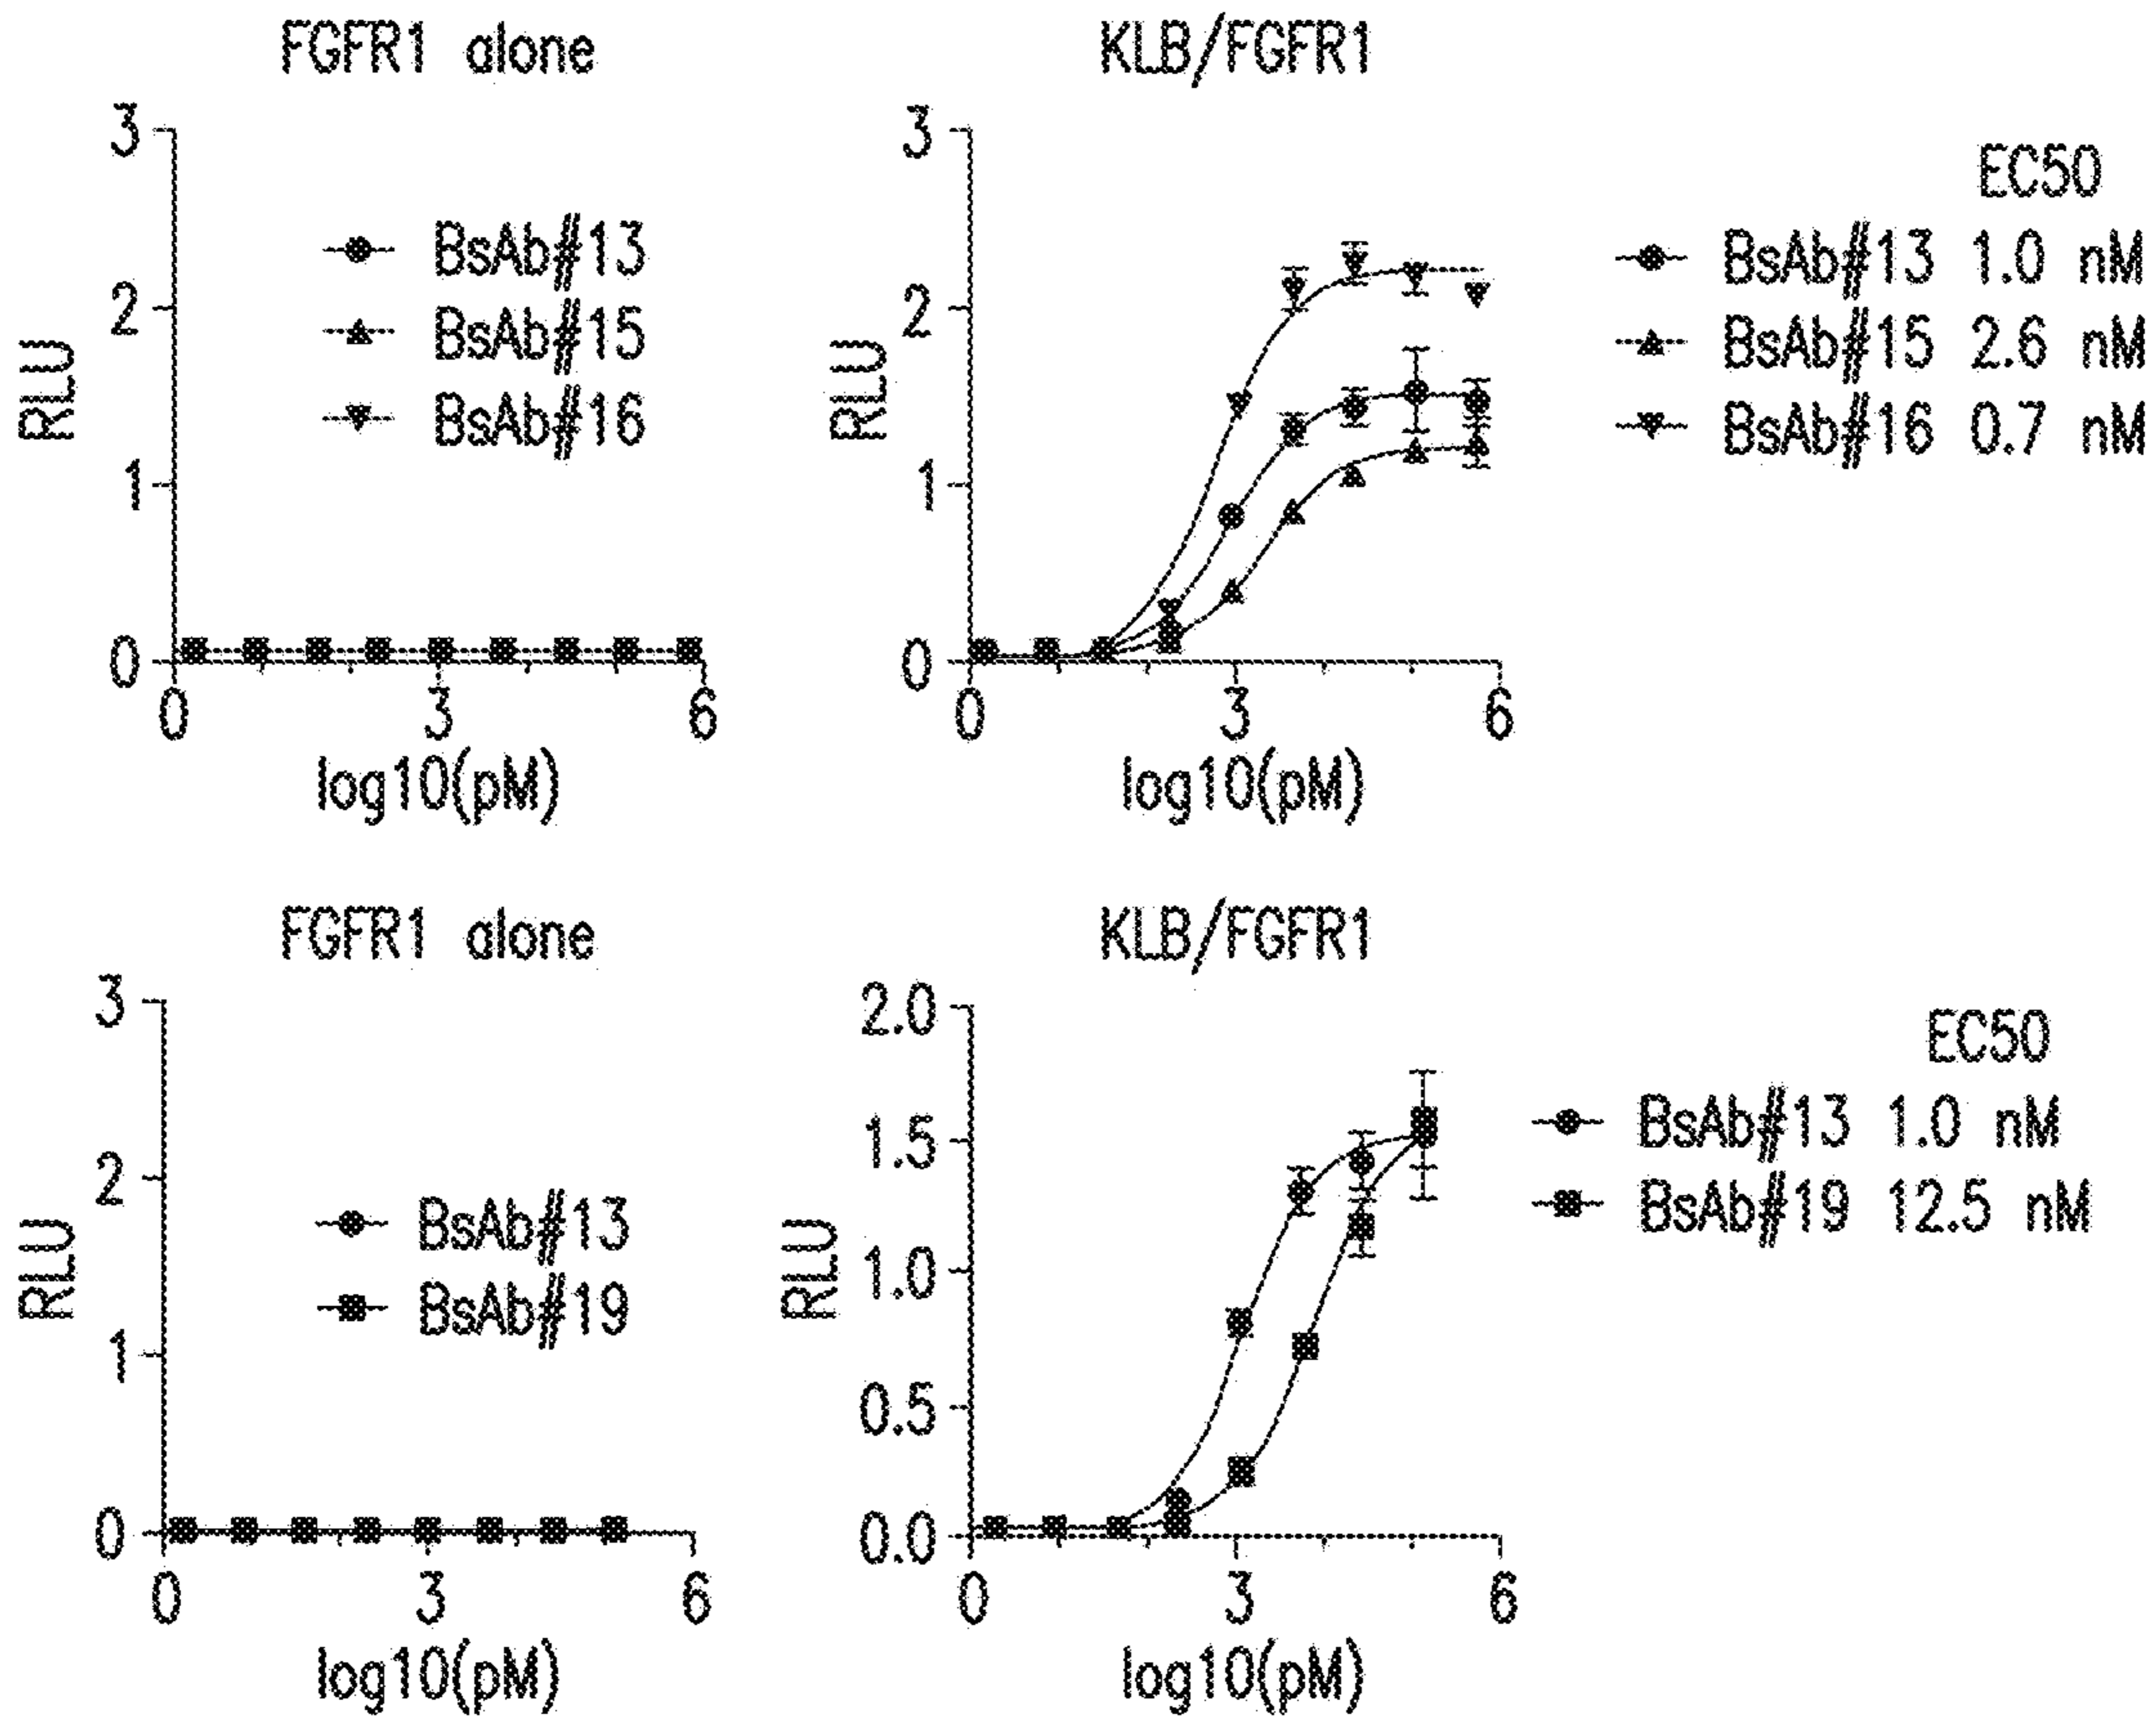 FGFR1 alone
3
2
1
0
RLU
BsAb#13
BsAb#15
BsAb#16
0 3 6
log10(pM)
KLB/FGFR1
3
2
1
0
RLU
0 3 6
log10(pM)
EC50
BsAb#13 1.0 nM
BsAb#15 2.6 nM
BsAb#16 0.7 nM
FGFR1 alone
3
2
1
0
RLU
BsAb#13
BsAb#19
0 3 6
log10(pM)
KLB/FGFR1
2.0
1.5
1.0
0.5
0.0
RLU
0 3 6
log10(pM)
EC50
BsAb#13 1.0 nM
BsAb#19 12.5 nM